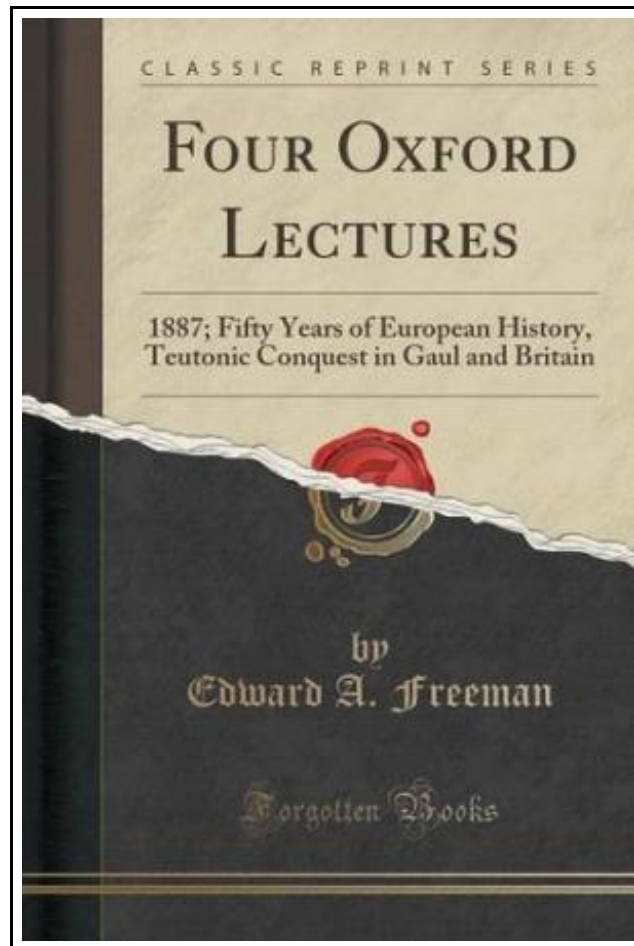 CLASSIC REPRINT SERIES
FOUR OXFORD
LECTURES
1887; Fifty Years of European History,
Teutonic Conquest in Gaul and Britain
by
Edward A. Freeman
Forgotten Books